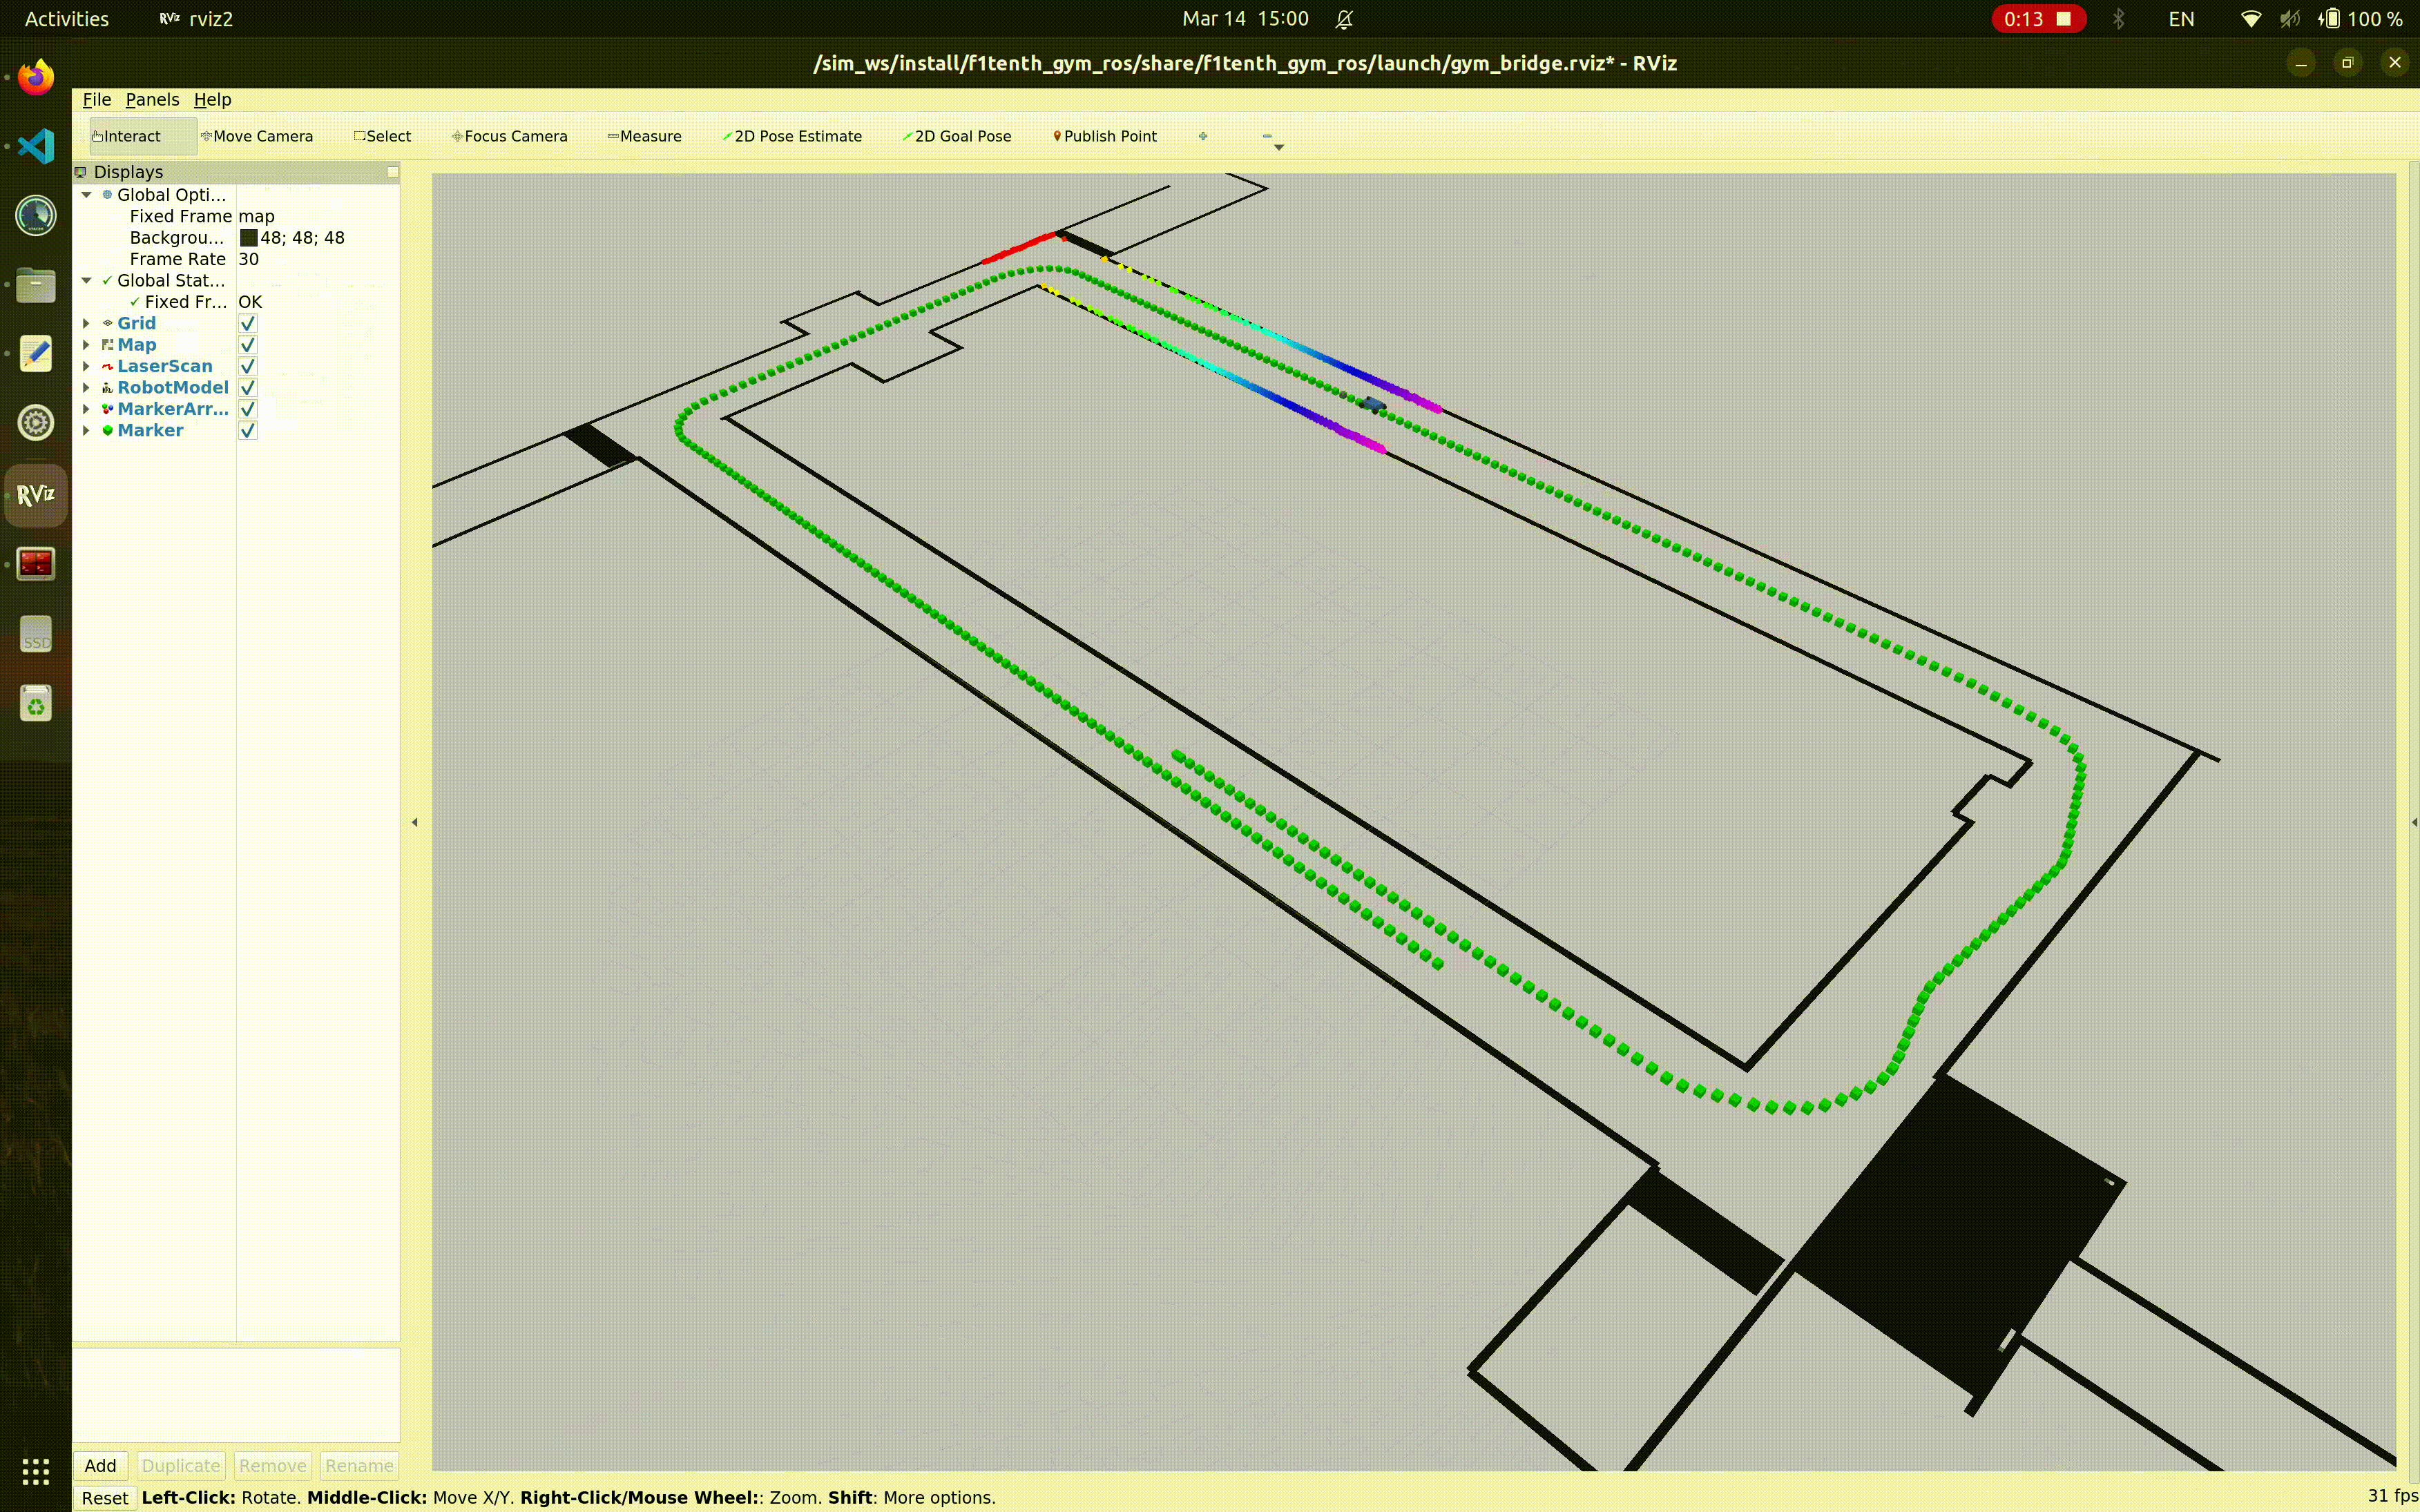 Activities RViz rviz2 Mar 14 15:00 0:13 EN 100 %
/sim_ws/install/f1tenth_gym_ros/share/f1tenth_gym_ros/launch/gym_bridge.rviz* - RViz
File Panels Help
Interact Move Camera Select Focus Camera Measure 2D Pose Estimate 2D Goal Pose Publish Point
Displays
Global Opti...
Fixed Frame map
Backgrou... 48; 48; 48
Frame Rate 30
Global Stat...
Fixed Fr... OK
Grid
Map
LaserScan
RobotModel
MarkerArr...
Marker
RViz
SSD
Add Duplicate Remove Rename
Reset Left-Click: Rotate. Middle-Click: Move X/Y. Right-Click/Mouse Wheel:: Zoom. Shift: More options. 31 fps